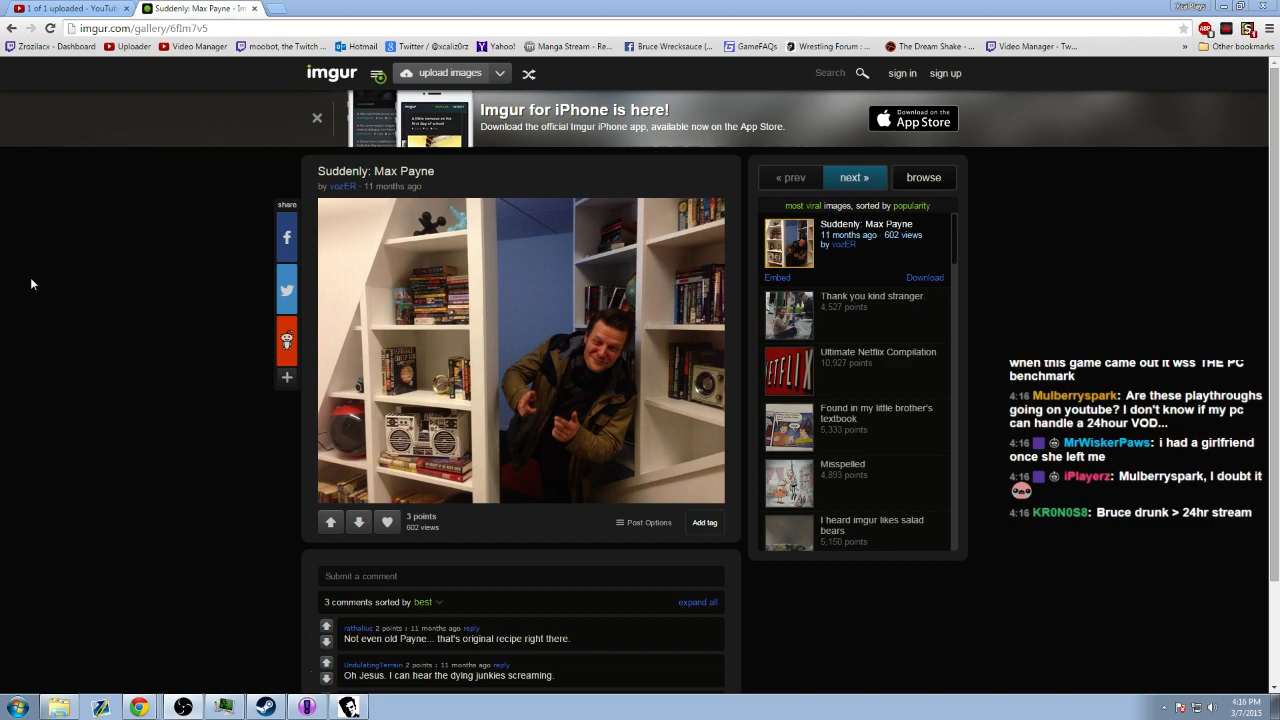 1 of 1 uploaded - YouTub
Suddenly: Max Payne - Im
imgur.com/gallery/6fIm7v5
Zrozilacx - Dashboard
Uploader
Video Manager
moobot, the twitch...
Hotmail
Twitter / @caliz0rz
Yahoo!
Manga Stream - Re...
Bruce Wrecksauce (...
GameFAQs
Wrestling Forum : ...
The Dream Shake - ...
Video Manager - Tw...
»
Other bookmarks
imgur
upload images
Search
sign in
sign up
Imgur for iPhone is here!
Download the official Imgur iPhone app, available now on the App Store.
Download on the
App Store
Suddenly: Max Payne
by vozER · 11 months ago
share
« prev
next »
browse
most viral images, sorted by popularity
Suddenly: Max Payne
11 months ago 602 views
by vozER
Embed
Download
Thank you kind stranger
4,527 points
NETFLIX
Ultimate Netflix Compilation
10,927 points
Found in my little brother's
textbook
5,333 points
Misspelled
4,893 points
I heard imgur likes salad
bears
5,150 points
when this game came out it wss THE PC
benchmark
4:16 Mulberryspark: Are these playthroughs
going on youtube? I don't know if my pc
can handle a 24hour VOD...
4:16 MrWiskerPaws: i had a girlfriend
once she left me
4:16 iPlayerz: Mulberryspark, I doubt it
4:16 KR0N0S8: Bruce drunk > 24hr stream
3 points
602 views
Post Options
Add tag
Submit a comment
3 comments sorted by best
expand all
rathalius 2 points : 11 months ago reply
Not even old Payne... that's original recipe right there.
UndulatingTerrain 2 points : 11 months ago reply
Oh Jesus. I can hear the dying junkies screaming.
4:16 PM
3/7/2015